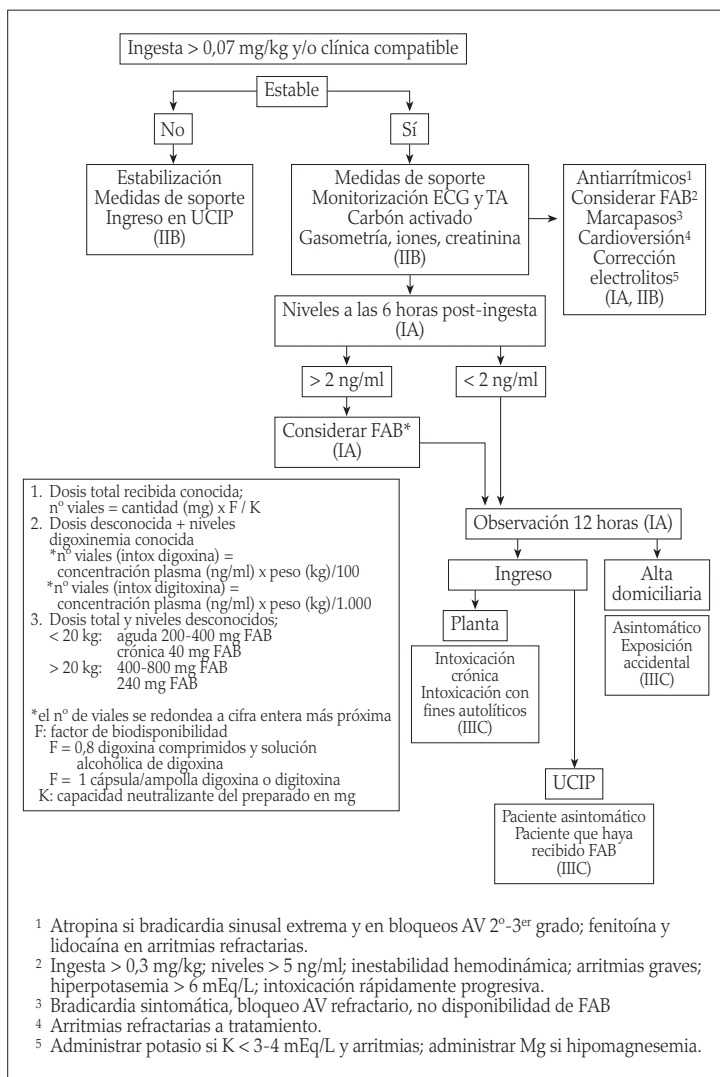 Ingesta > 0,07 mg/kg y/o clínica compatible
Estable
No
Sí
Estabilización
Medidas de soporte
Ingreso en UCIP
(IIB)
Medidas de soporte
Monitorización ECG y TA
Carbón activado
Gasometría, iones, creatinina
(IIB)
Antiarrítmicos¹
Considerar FAB²
Marcapasos³
Cardioversión⁴
Corrección
electrolitos⁵
(IA, IIB)
Niveles a las 6 horas post-ingesta
(IA)
> 2 ng/ml
< 2 ng/ml
Considerar FAB*
(IA)
1. Dosis total recibida conocida;
nº viales = cantidad (mg) x F / K
2. Dosis desconocida + niveles
digoxinemia conocida
*nº viales (intox digoxina) =
concentración plasma (ng/ml) x peso (kg)/100
*nº viales (intox digitoxina) =
concentración plasma (ng/ml) x peso (kg)/1.000
3. Dosis total y niveles desconocidos;
< 20 kg: aguda 200-400 mg FAB
crónica 40 mg FAB
> 20 kg: 400-800 mg FAB
240 mg FAB
*el nº de viales se redondea a cifra entera más próxima
F: factor de biodisponibilidad
F = 0,8 digoxina comprimidos y solución
alcohólica de digoxina
F = 1 cápsula/ampolla digoxina o digitoxina
K: capacidad neutralizante del preparado en mg
Observación 12 horas (IA)
Ingreso
Alta
domiciliaria
Planta
Asintomático
Exposición
accidental
(IIIC)
Intoxicación
crónica
Intoxicación con
fines autolíticos
(IIIC)
UCIP
Paciente asintomático
Paciente que haya
recibido FAB
(IIIC)
¹ Atropina si bradicardia sinusal extrema y en bloqueos AV 2º-3er grado; fenitoína y
lidocaína en arritmias refractarias.
² Ingesta > 0,3 mg/kg; niveles > 5 ng/ml; inestabilidad hemodinámica; arritmias graves;
hiperpotasemia > 6 mEq/L; intoxicación rápidamente progresiva.
³ Bradicardia sintomática, bloqueo AV refractario, no disponibilidad de FAB
⁴ Arritmias refractarias a tratamiento.
⁵ Administrar potasio si K < 3-4 mEq/L y arritmias; administrar Mg si hipomagnesemia.